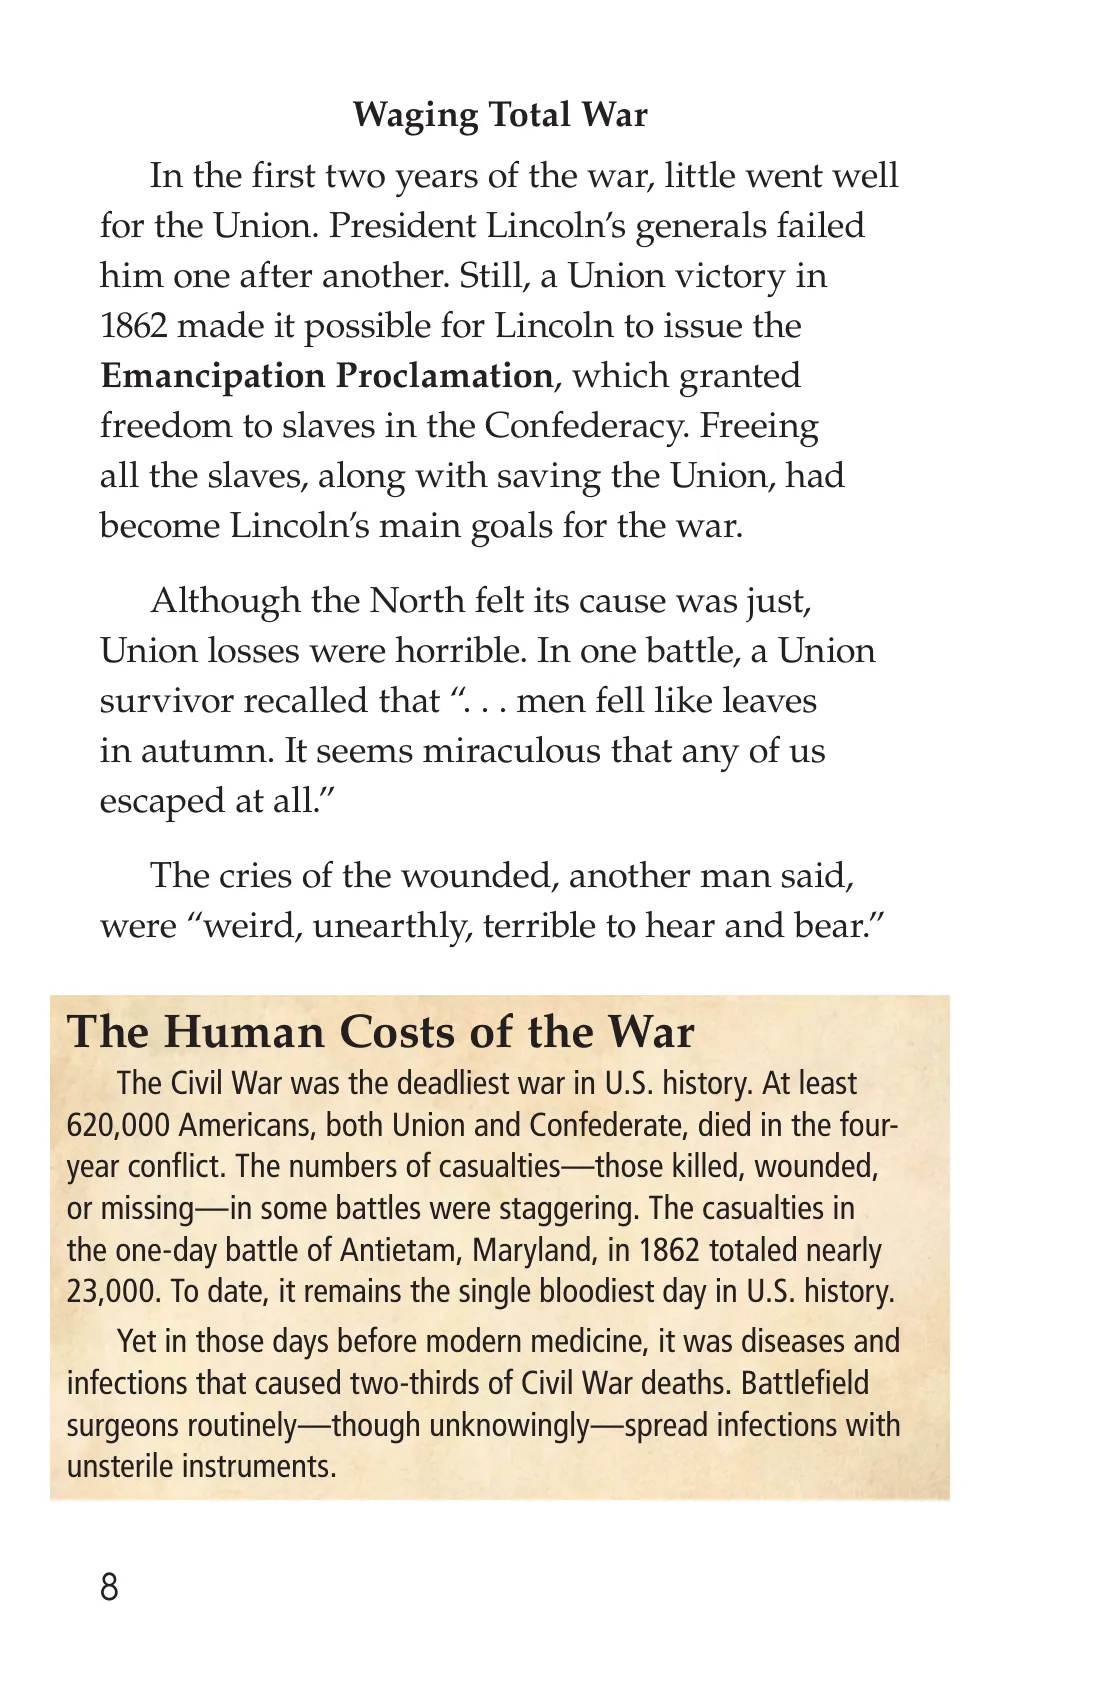 Waging Total War
In the first two years of the war, little went well
for the Union. President Lincoln’s generals failed
him one after another. Still, a Union victory in
1862 made it possible for Lincoln to issue the
Emancipation Proclamation, which granted
freedom to slaves in the Confederacy. Freeing
all the slaves, along with saving the Union, had
become Lincoln’s main goals for the war.
Although the North felt its cause was just,
Union losses were horrible. In one battle, a Union
survivor recalled that “. . . men fell like leaves
in autumn. It seems miraculous that any of us
escaped at all.”
The cries of the wounded, another man said,
were “weird, unearthly, terrible to hear and bear.”
The Human Costs of the War
The Civil War was the deadliest war in U.S. history. At least
620,000 Americans, both Union and Confederate, died in the four-
year conflict. The numbers of casualties—those killed, wounded,
or missing—in some battles were staggering. The casualties in
the one-day battle of Antietam, Maryland, in 1862 totaled nearly
23,000. To date, it remains the single bloodiest day in U.S. history.
Yet in those days before modern medicine, it was diseases and
infections that caused two-thirds of Civil War deaths. Battlefield
surgeons routinely—though unknowingly—spread infections with
unsterile instruments.
8